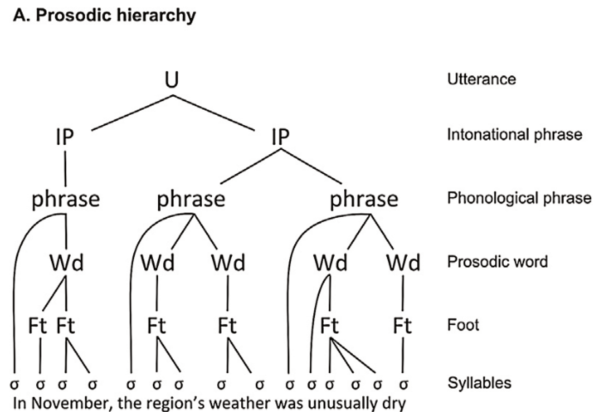 A. Prosodic hierarchy
U Utterance
IP IP Intonational phrase
phrase phrase phrase Phonological phrase
Wd Wd Wd Wd Wd Prosodic word
Ft Ft Ft Ft Ft Ft Foot
σ σ σ σ σ σ σ σ σ σ σ σ σ σ σ Syllables
In November, the region's weather was unusually dry